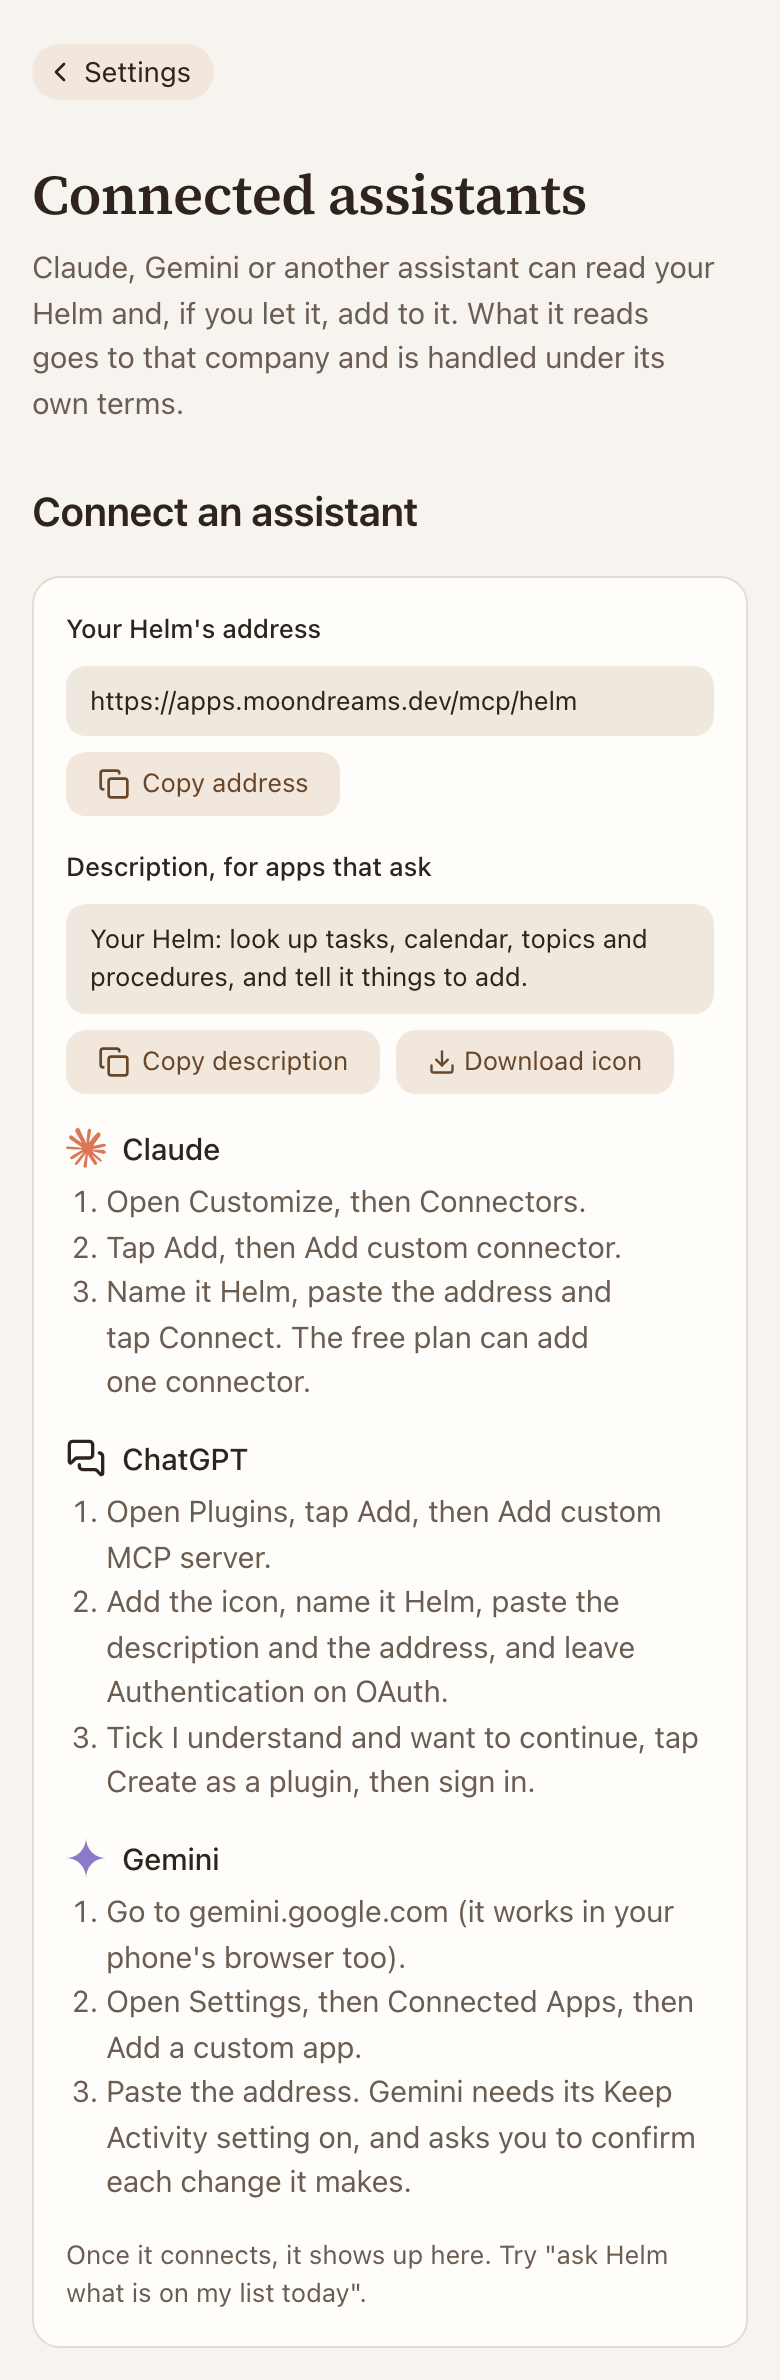 Settings
Connected assistants
Claude, Gemini or another assistant can read your
Helm and, if you let it, add to it. What it reads
goes to that company and is handled under its
own terms.
Connect an assistant
Your Helm's address
https://apps.moondreams.dev/mcp/helm
Copy address
Description, for apps that ask
Your Helm: look up tasks, calendar, topics and
procedures, and tell it things to add.
Copy description
Download icon
Claude
1. Open Customize, then Connectors.
2. Tap Add, then Add custom connector.
3. Name it Helm, paste the address and
tap Connect. The free plan can add
one connector.
ChatGPT
1. Open Plugins, tap Add, then Add custom
MCP server.
2. Add the icon, name it Helm, paste the
description and the address, and leave
Authentication on OAuth.
3. Tick I understand and want to continue, tap
Create as a plugin, then sign in.
Gemini
1. Go to gemini.google.com (it works in your
phone's browser too).
2. Open Settings, then Connected Apps, then
Add a custom app.
3. Paste the address. Gemini needs its Keep
Activity setting on, and asks you to confirm
each change it makes.
Once it connects, it shows up here. Try "ask Helm
what is on my list today".